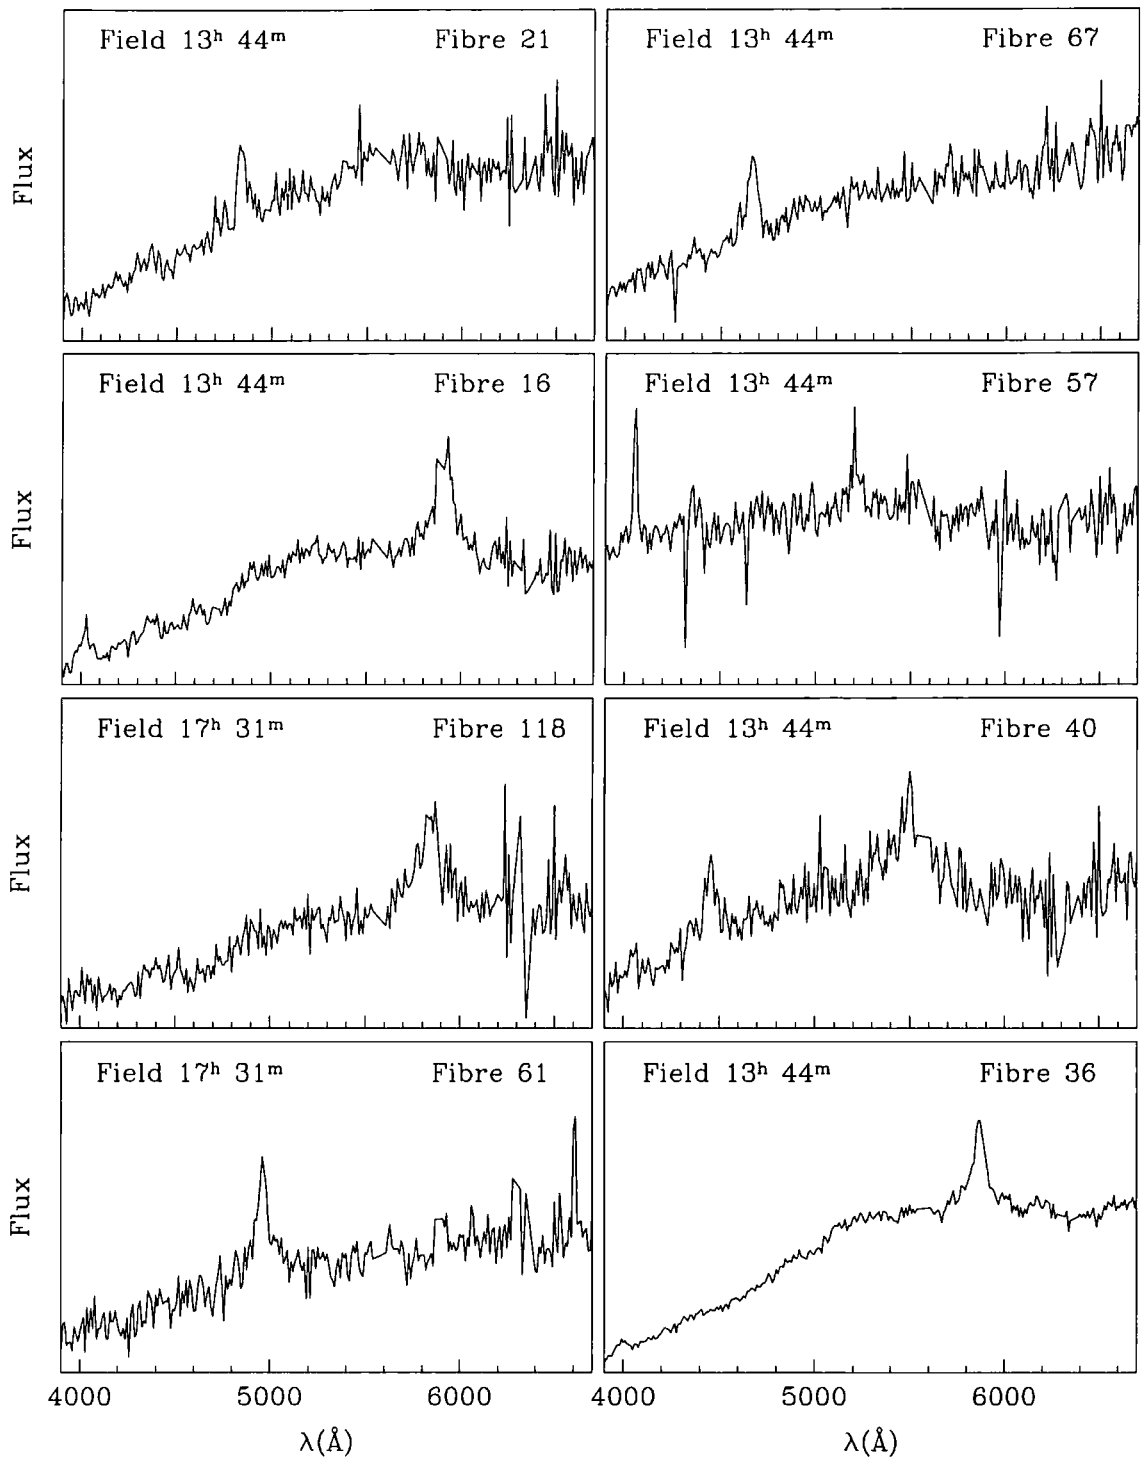 Field 13ʰ 44ᵐ Fibre 21
Field 13ʰ 44ᵐ Fibre 67
Flux
Field 13ʰ 44ᵐ Fibre 16
Field 13ʰ 44ᵐ Fibre 57
Flux
Field 17ʰ 31ᵐ Fibre 118
Field 13ʰ 44ᵐ Fibre 40
Flux
Field 17ʰ 31ᵐ Fibre 61
Field 13ʰ 44ᵐ Fibre 36
Flux
4000 5000 6000
4000 5000 6000
λ(Å)
λ(Å)